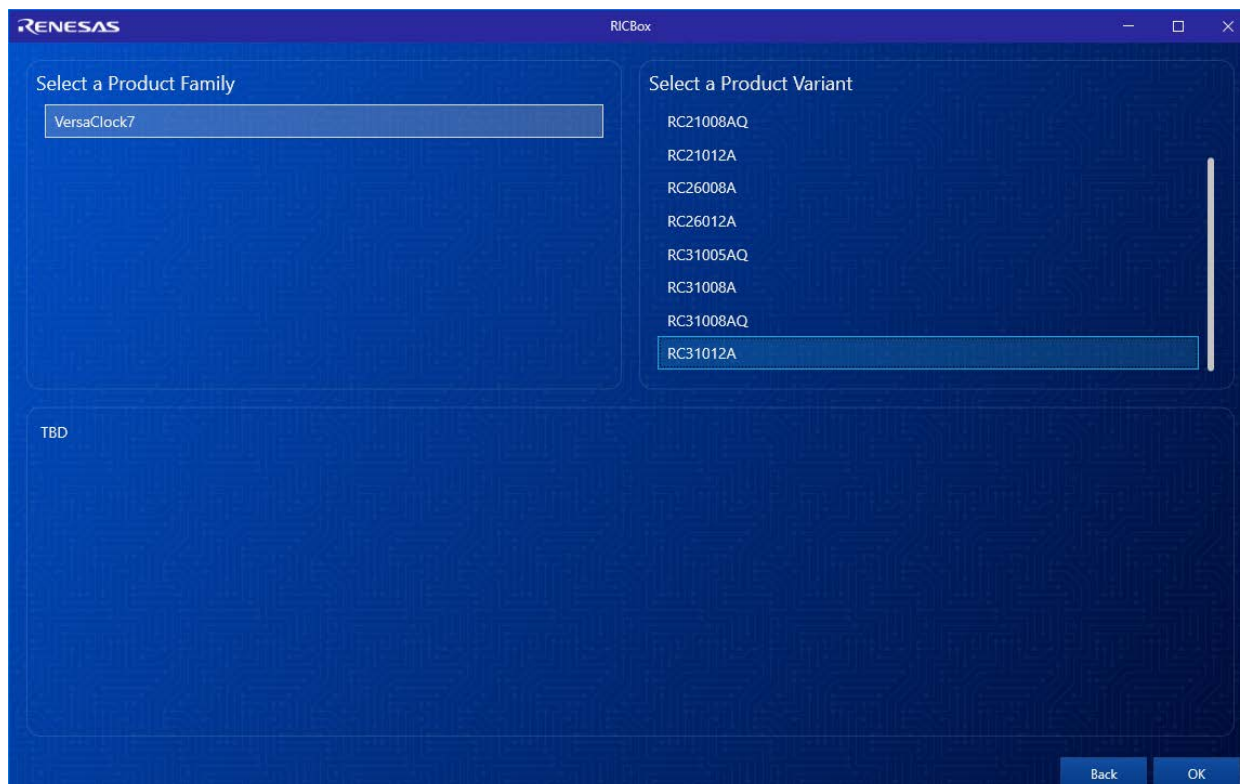 RENESAS
RICBox
Select a Product Family
VersaClock7
Select a Product Variant
RC21008AQ
RC21012A
RC26008A
RC26012A
RC31005AQ
RC31008A
RC31008AQ
RC31012A
TBD
Back
OK